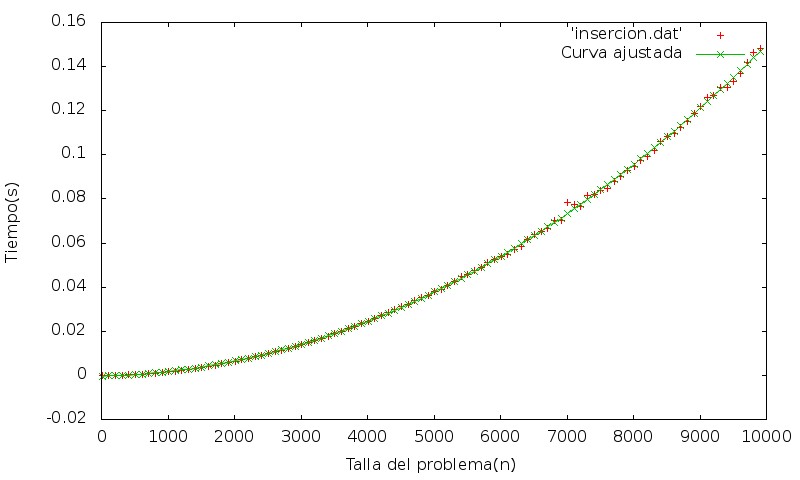 0.16
0.14
0.12
0.1
0.08
0.06
0.04
0.02
0
-0.02
Tiempo(s)
'insercion.dat'
Curva ajustada
0 1000 2000 3000 4000 5000 6000 7000 8000 9000 10000
Talla del problema(n)